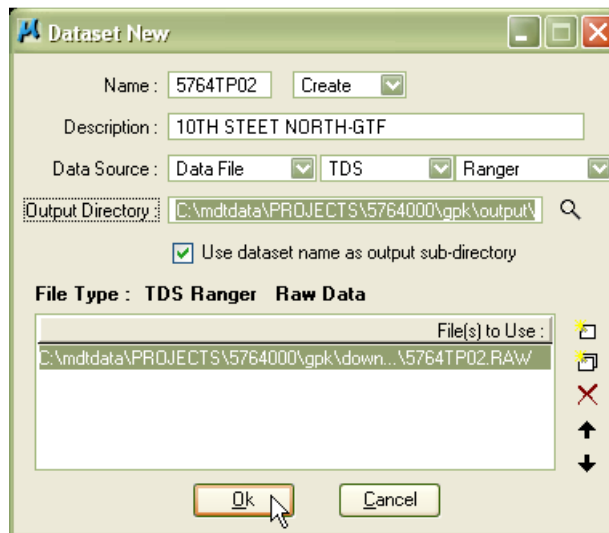 Dataset New
Name : 5764TP02 Create
Description : 10TH STEET NORTH-GTF
Data Source : Data File TDS Ranger
Output Directory : C:\mdtdata\PROJECTS\5764000\gpk\output\
Use dataset name as output sub-directory
File Type : TDS Ranger Raw Data
File(s) to Use :
C:\mdtdata\PROJECTS\5764000\gpk\down...\5764TP02.RAW
Ok Cancel